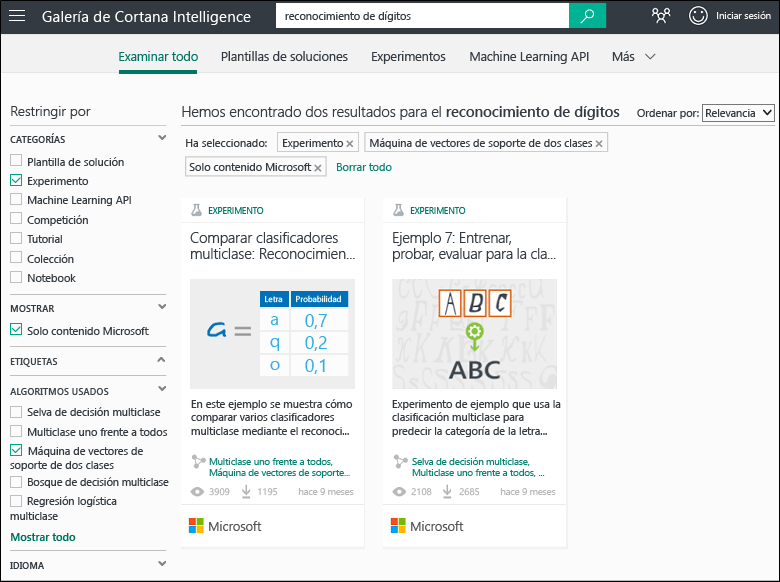 Galería de Cortana Intelligence
reconocimiento de dígitos
Iniciar sesión
Examinar todo
Plantillas de soluciones
Experimentos
Machine Learning API
Más
Restringir por
CATEGORÍAS
Plantilla de solución
Experimento
Machine Learning API
Competición
Tutorial
Colección
Notebook
MOSTRAR
Solo contenido Microsoft
ETIQUETAS
ALGORITMOS USADOS
Selva de decisión multiclase
Multiclase uno frente a todos
Máquina de vectores de
soporte de dos clases
Bosque de decisión multiclase
Regresión logística
multiclase
Mostrar todo
IDIOMA
Hemos encontrado dos resultados para el reconocimiento de dígitos
Ordenar por: Relevancia
Ha seleccionado: Experimento × Máquina de vectores de soporte de dos clases ×
Solo contenido Microsoft × Borrar todo
EXPERIMENTO
Comparar clasificadores
multiclase: Reconocimien...
a =
Letra Probabilidad
a 0,7
q 0,2
o 0,1
En este ejemplo se muestra cómo
comparar varios clasificadores
multiclase mediante el reconoci...
Multiclase uno frente a todos,
Máquina de vectores de soporte...
3909 1195 hace 9 meses
Microsoft
EXPERIMENTO
Ejemplo 7: Entrenar,
probar, evaluar para la cla...
A B C
ABC
Experimento de ejemplo que usa la
clasificación multiclase para
predecir la categoría de la letra...
Selva de decisión multiclase,
Multiclase uno frente a todos, ...
2108 2685 hace 9 meses
Microsoft